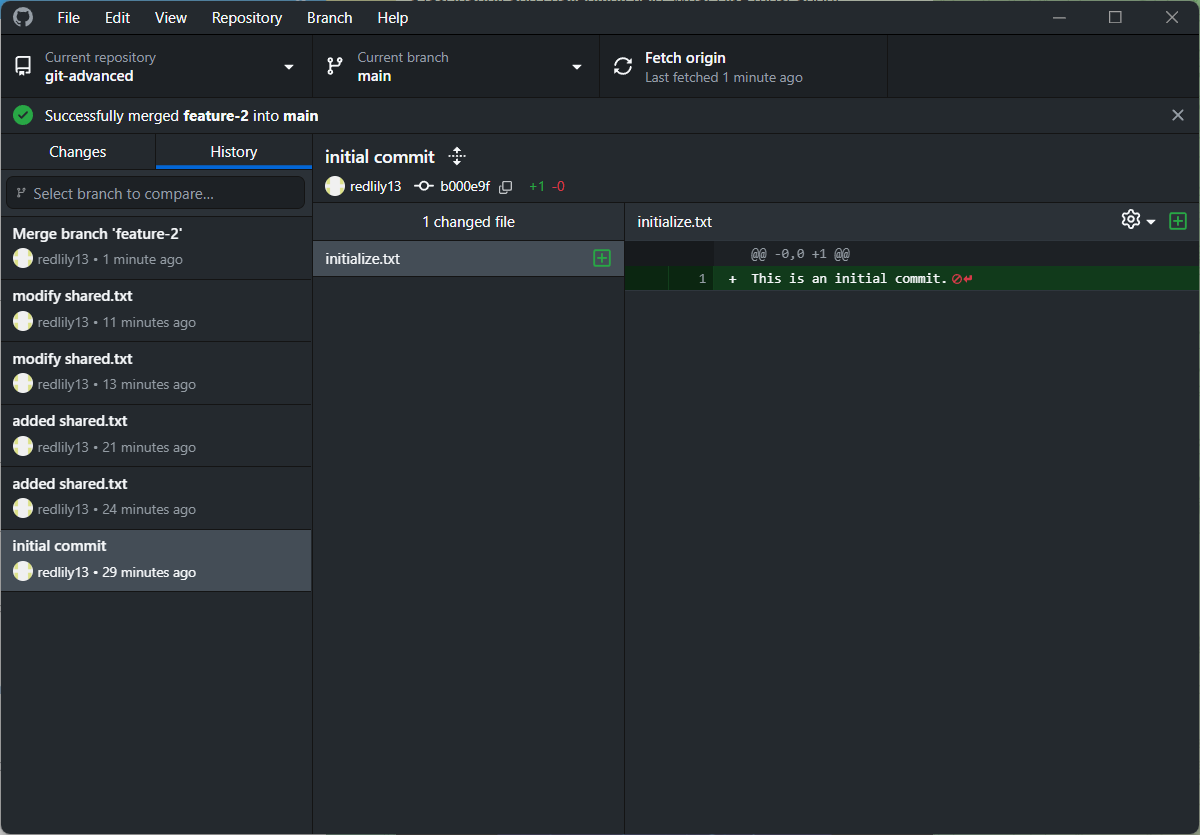 File Edit View Repository Branch Help
Current repository
git-advanced
Current branch
main
Fetch origin
Last fetched 1 minute ago
Successfully merged feature-2 into main
Changes History
Select branch to compare...
Merge branch 'feature-2'
redlily13 • 1 minute ago
modify shared.txt
redlily13 • 11 minutes ago
modify shared.txt
redlily13 • 13 minutes ago
added shared.txt
redlily13 • 21 minutes ago
added shared.txt
redlily13 • 24 minutes ago
initial commit
redlily13 • 29 minutes ago
initial commit
redlily13 b000e9f +1 -0
1 changed file
initialize.txt
initialize.txt
@@ -0,0 +1 @@
1 + This is an initial commit.